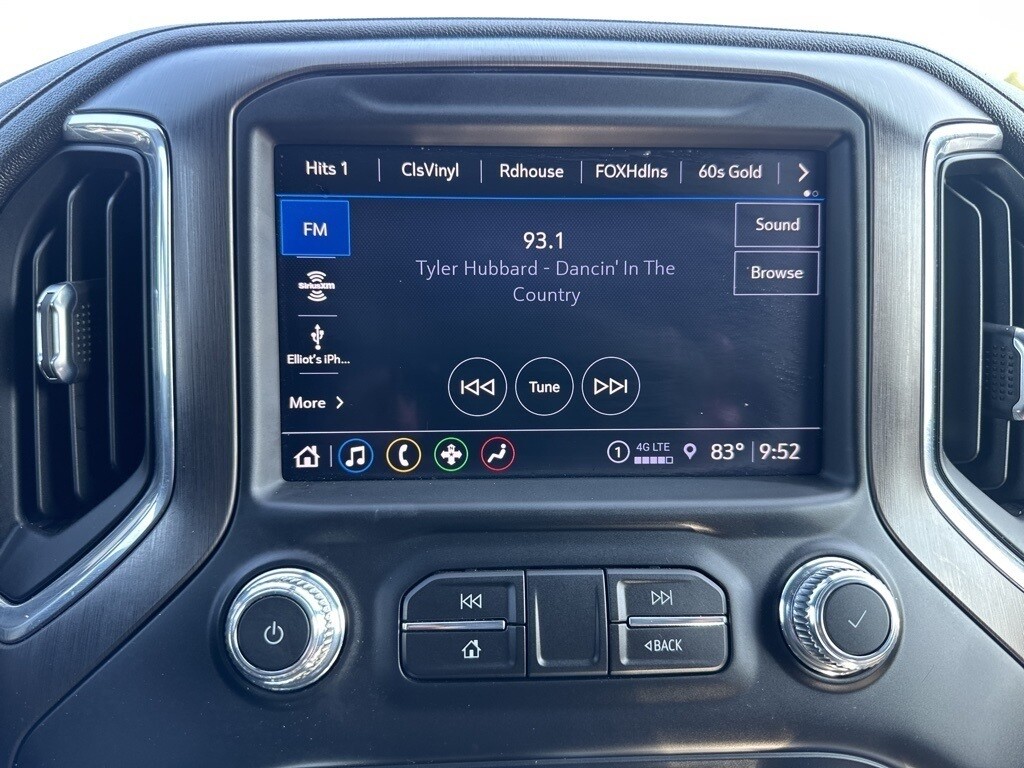 Hits 1
ClsVinyl
Rdhouse
FOXHdlns
60s Gold
FM
Sound
93.1
Tyler Hubbard - Dancin' In The
Country
Browse
SiriusXM
Elliot's iPh...
Tune
More
1
4G LTE
83°
9:52
BACK